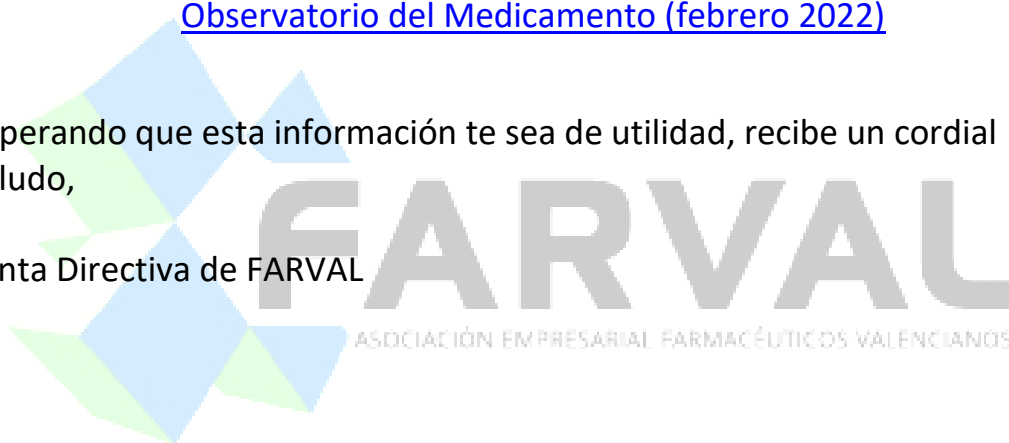 Observatorio del Medicamento (febrero 2022)
perando que esta información te sea de utilidad, recibe un cordial
ludo,
nta Directiva de FARVAL
FARVAL
ASOCIACIÓN EMPRESARIAL FARMACÉUTICOS VALENCIANOS